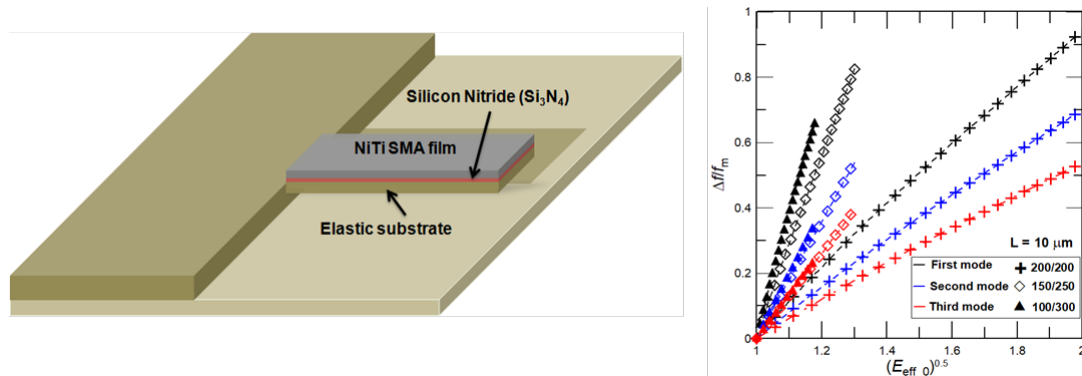 Silicon Nitride (Si₃N₄)
NiTi SMA film
Elastic substrate
Δf/fₘ
1
0.8
0.6
0.4
0.2
0
L = 10 μm
First mode
Second mode
Third mode
200/200
150/250
100/300
1 1.2 1.4 1.6 1.8 2
(E_eff_0)^0.5